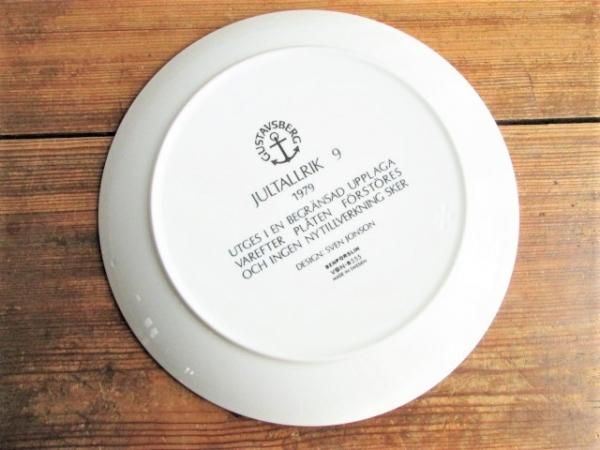 GUSTAVSBERG
JULTALLRIK 9
1979
UTGES I EN BEGRÄNSAD UPPLAGA
VAREFTER PLÅTEN FÖRSTÖRES
OCH INGEN NYTILLVERKNING SKER
DESIGN: SVEN JONSON
BENPORSLIN
MADE IN SWEDEN